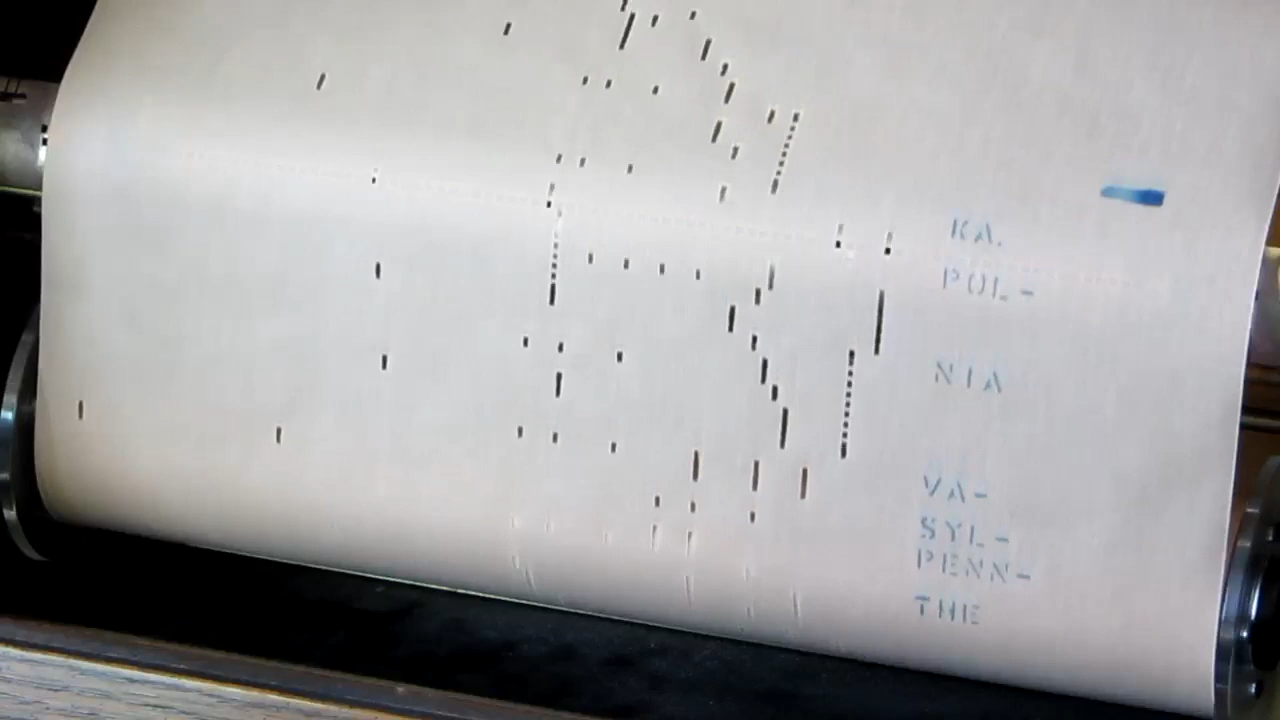 KA.
POL-
NIA
VA-
SYL-
PENN-
THE